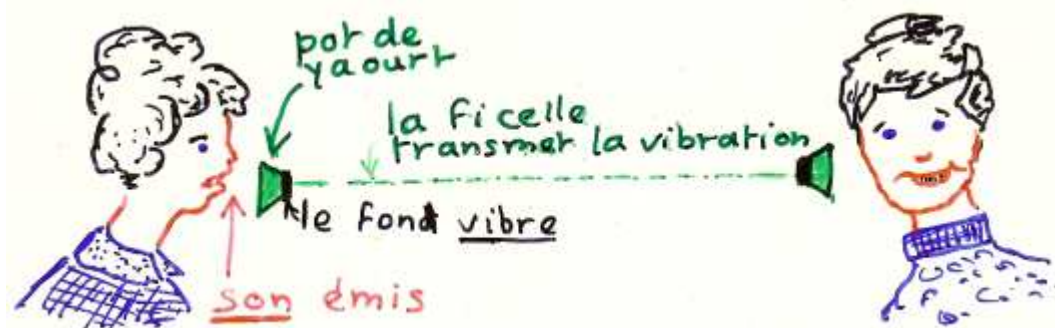 pot de
yaourt
la ficelle
transmet la vibration
le fond vibre
son émis